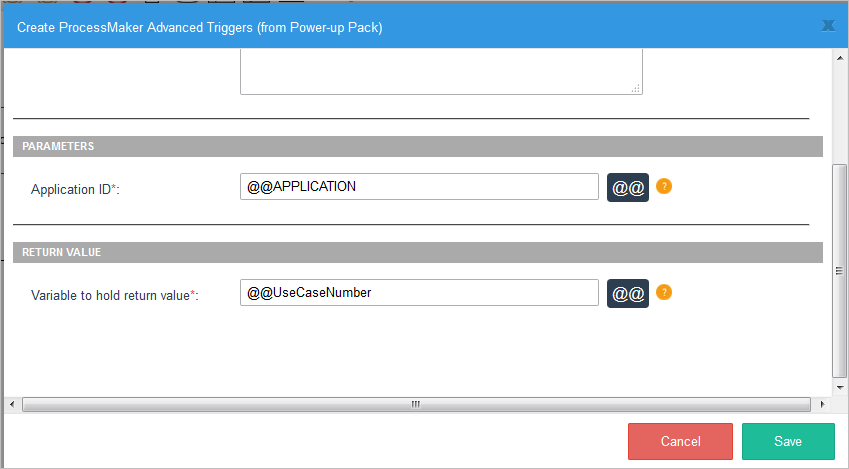 Create ProcessMaker Advanced Triggers (from Power-up Pack)
X
PARAMETERS
Application ID*: @@APPLICATION @@ ?
RETURN VALUE
Variable to hold return value*: @@UseCaseNumber @@ ?
Cancel Save